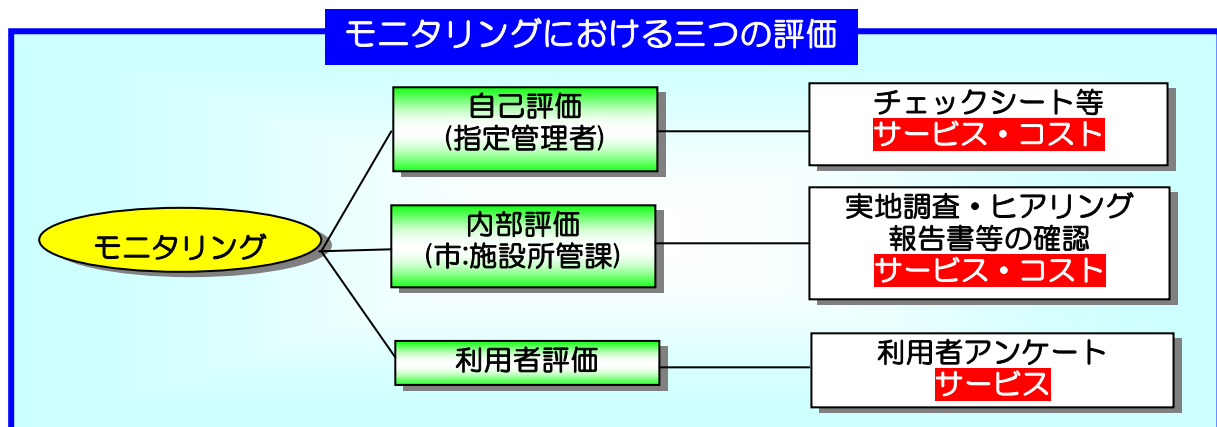 モニタリングにおける三つの評価
モニタリング
自己評価
(指定管理者)
チェックシート等
サービス・コスト
内部評価
(市:施設所管課)
実地調査・ヒアリング
報告書等の確認
サービス・コスト
利用者評価
利用者アンケート
サービス